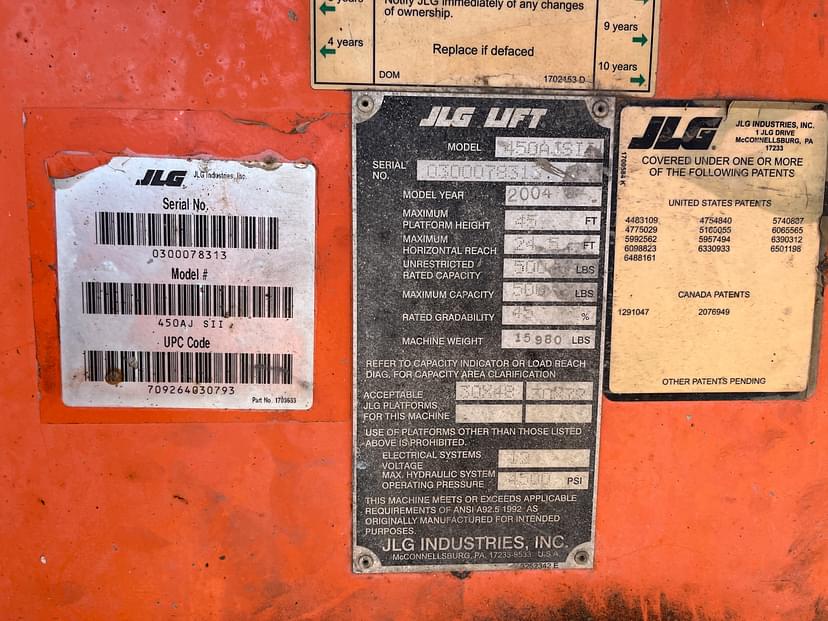 Notify JLG immediately of any changes
of ownership.
4 years
9 years
Replace if defaced
10 years
DOM
1702153 D
JLG JLG Industries, Inc.
Serial No.
0300078313
Model #
450AJ SII
UPC Code
709264030793
Part No. 1703633
JLG LIFT
MODEL 450AJSII
SERIAL
NO. 0300078313
MODEL YEAR 2004
MAXIMUM
PLATFORM HEIGHT 45 FT
MAXIMUM
HORIZONTAL REACH 24.5 FT
UNRESTRICTED /
RATED CAPACITY 500 LBS
MAXIMUM CAPACITY 500 LBS
RATED GRADABILITY 45 %
MACHINE WEIGHT 15980 LBS
REFER TO CAPACITY INDICATOR OR LOAD REACH
DIAG. FOR CAPACITY AREA CLARIFICATION
ACCEPTABLE 30X48 30X72
JLG PLATFORMS
FOR THIS MACHINE
USE OF PLATFORMS OTHER THAN THOSE LISTED
ABOVE IS PROHIBITED.
ELECTRICAL SYSTEMS
VOLTAGE 12
MAX. HYDRAULIC SYSTEM
OPERATING PRESSURE 4500 PSI
THIS MACHINE MEETS OR EXCEEDS APPLICABLE
REQUIREMENTS OF ANSI A92.5 1992 AS
ORIGINALLY MANUFACTURED FOR INTENDED
PURPOSES.
JLG INDUSTRIES, INC.
McCONNELLSBURG, PA. 17233-9533 U.S.A
JLG
JLG INDUSTRIES, INC.
1 JLG DRIVE
McCONNELLSBURG, PA
17233
COVERED UNDER ONE OR MORE
OF THE FOLLOWING PATENTS
UNITED STATES PATENTS
4483109 4754840 5740837
4775029 5160055 6065565
5992562 5957494 6390312
6098823 6330933 6501198
6488161
CANADA PATENTS
1291047 2076949
OTHER PATENTS PENDING